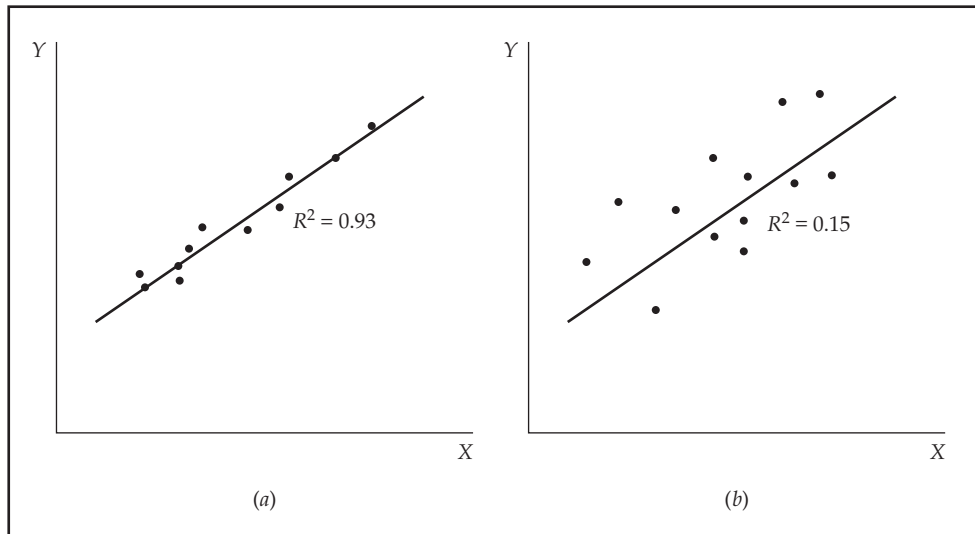 Y
R² = 0.93
X
(a)
Y
R² = 0.15
X
(b)